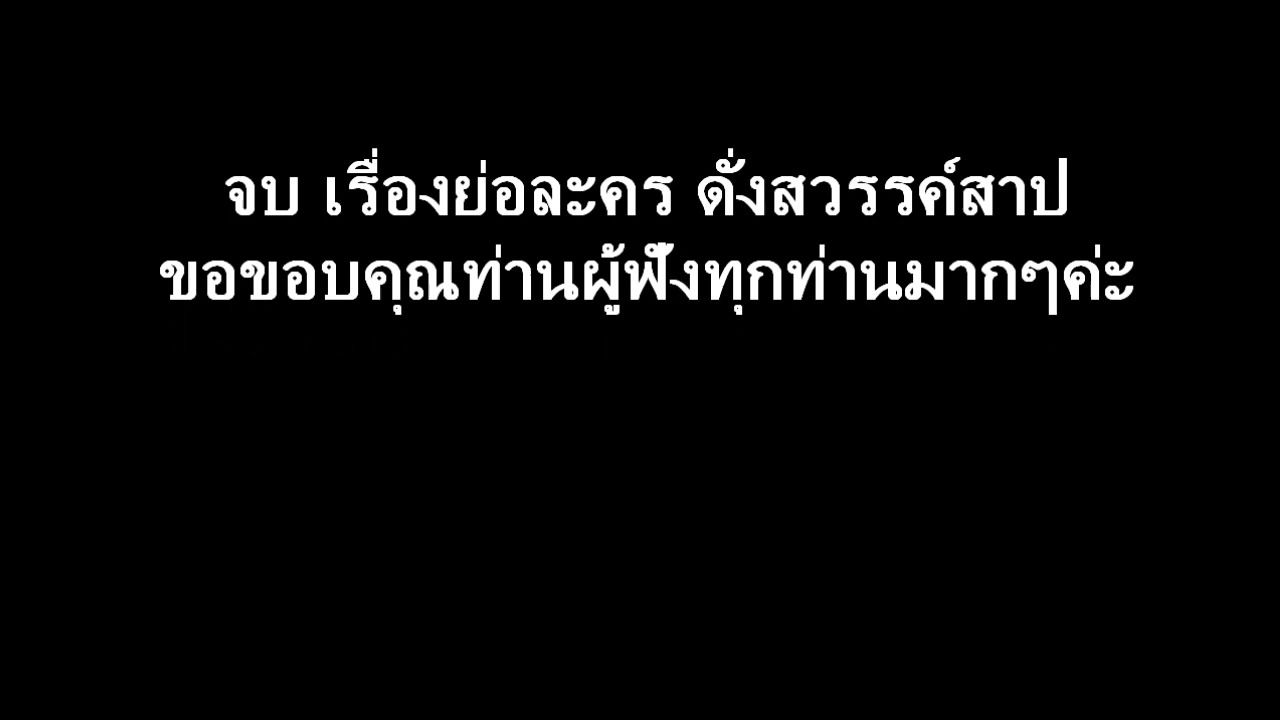 จบ เรื่องย่อละคร ดั่งสวรรค์สาป
ขอขอบคุณท่านผู้ฟังทุกท่านมากๆค่ะ